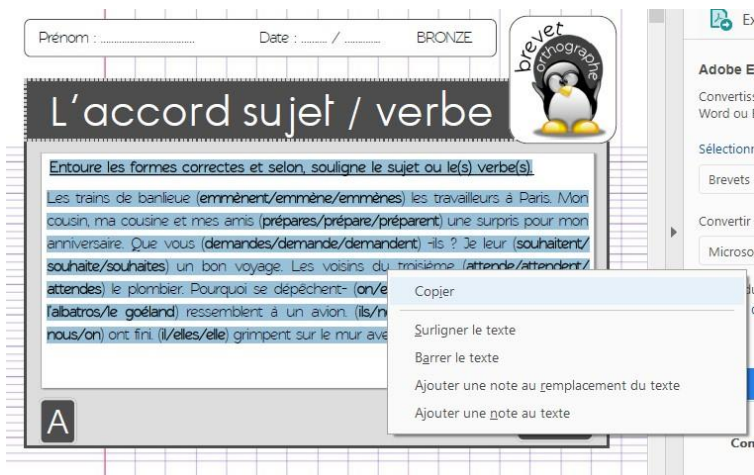 Prénom : ................................ Date : ......... / ............. BRONZE
brevet
orthographe
L'accord sujet / verbe
Entoure les formes correctes et selon, souligne le sujet ou le(s) verbe(s).
Les trains de banlieue (emmènent/emmène/emmènes) les travailleurs à Paris. Mon
cousin, ma cousine et mes amis (prépares/prépare/préparent) une surpris pour mon
anniversaire. Que vous (demandes/demande/demandent) -ils ? Je leur (souhaitent/
souhaite/souhaites) un bon voyage. Les voisins du troisième (attende/attendent/
attendes) le plombier. Pourquoi se dépêchent- (on/e
l'albatros/le goéland) ressemblent à un avion. (ils/n
nous/on) ont fini. (il/elles/elle) grimpent sur le mur ave
A
Copier
Surligner le texte
Barrer le texte
Ajouter une note au remplacement du texte
Ajouter une note au texte
Ex
Adobe E
Convertiss
Word ou
Sélectionn
Brevets
Convertir
Microso
Con